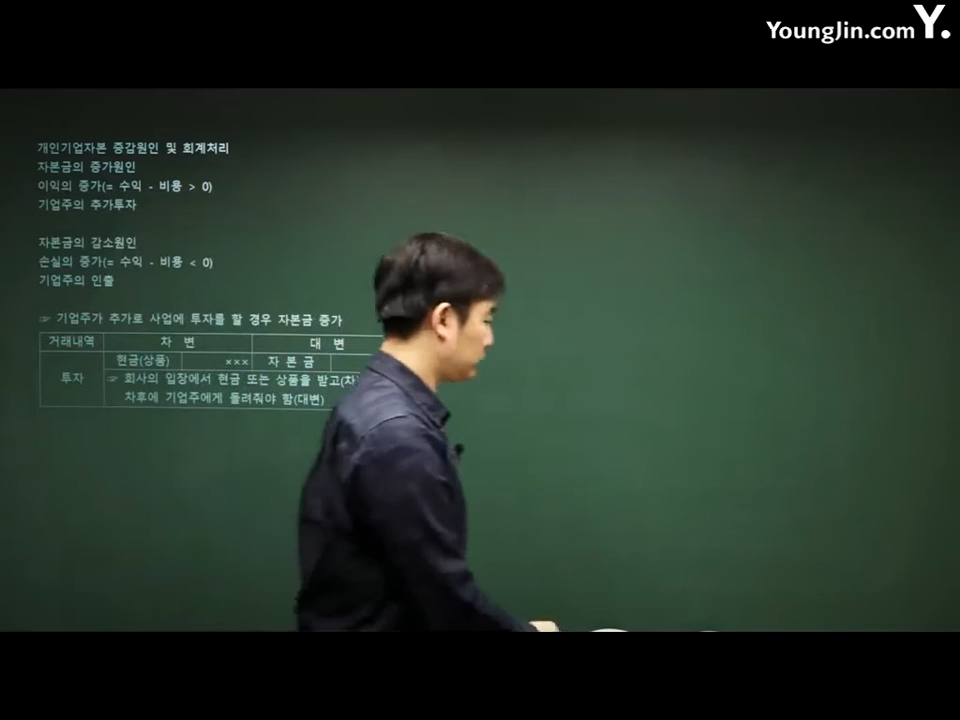 YoungJin.com Y.
개인기업자본 증감원인 및 회계처리
자본금의 증가원인
이익의 증가(= 수익 - 비용 > 0)
기업주의 추가투자
자본금의 감소원인
손실의 증가(= 수익 - 비용 < 0)
기업주의 인출
☞ 기업주가 추가로 사업에 투자를 할 경우 자본금 증가
거래내역 차 변 대 변
현금(상품) ××× 자 본 금
투자 ☞ 회사의 입장에서 현금 또는 상품을 받고(차
차후에 기업주에게 돌려줘야 함(대변)